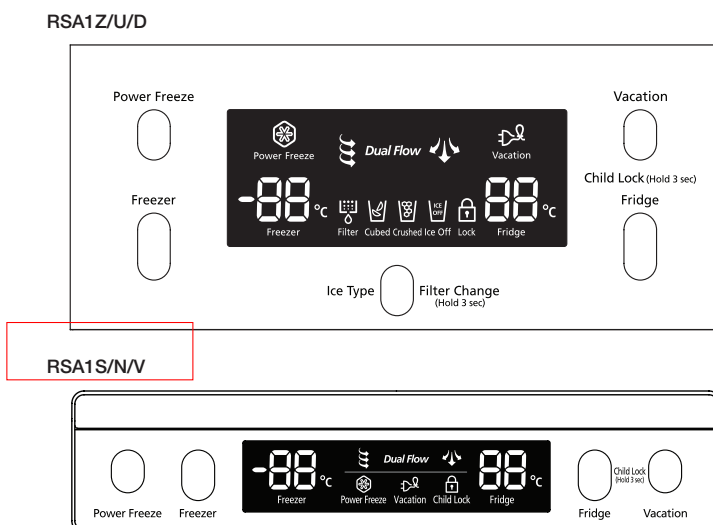 RSA1Z/U/D
Power Freeze
Vacation
Power Freeze
Dual Flow
Vacation
Child Lock (Hold 3 sec)
Freezer
Fridge
-88 °C
88 °C
ICE OFF
Freezer Filter Cubed Crushed Ice Off Lock Fridge
Ice Type
Filter Change
(Hold 3 sec)
RSA1S/N/V
Dual Flow
-88 °C
88 °C
Child Lock
(Hold 3 sec)
Freezer Power Freeze Vacation Child Lock Fridge
Power Freeze Freezer Fridge Vacation